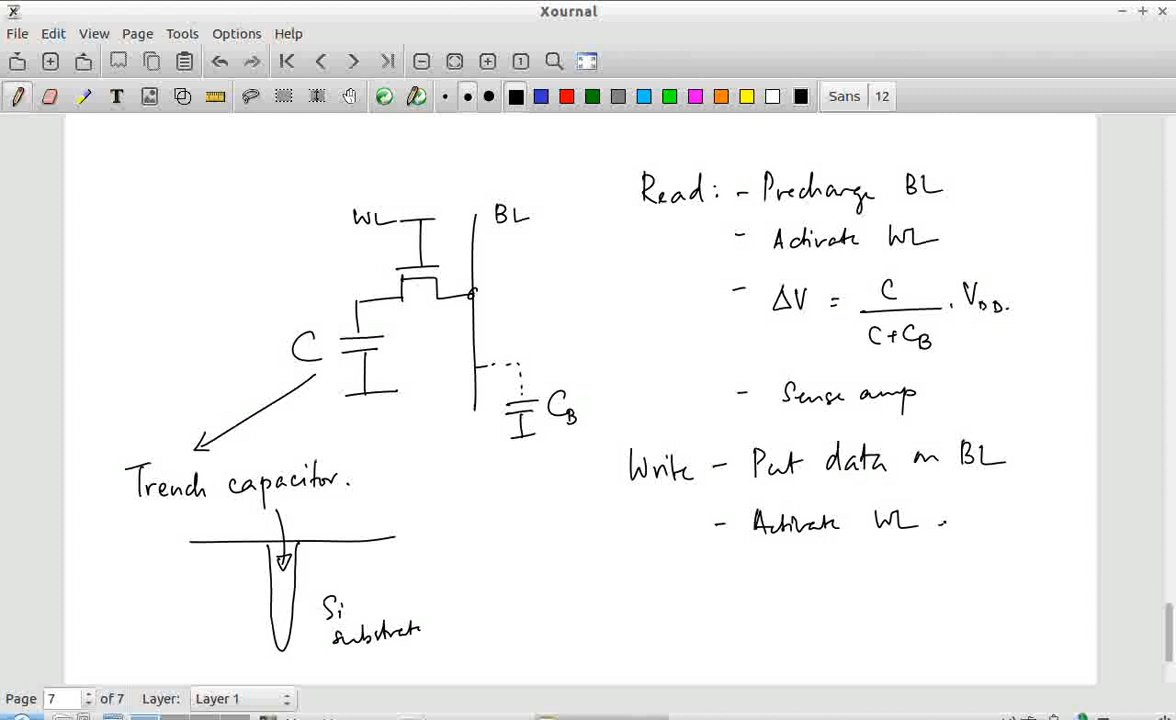 Xournal
File Edit View Page Tools Options Help
Sans 12
WL
BL
C
C_B
Trench capacitor.
Si
substrate
Read: - Precharge BL
- Activate WL
- ΔV = C / (C + C_B) . V_DD.
- Sense amp
Write - Put data on BL
- Activate WL .
Page 7 of 7 Layer: Layer 1